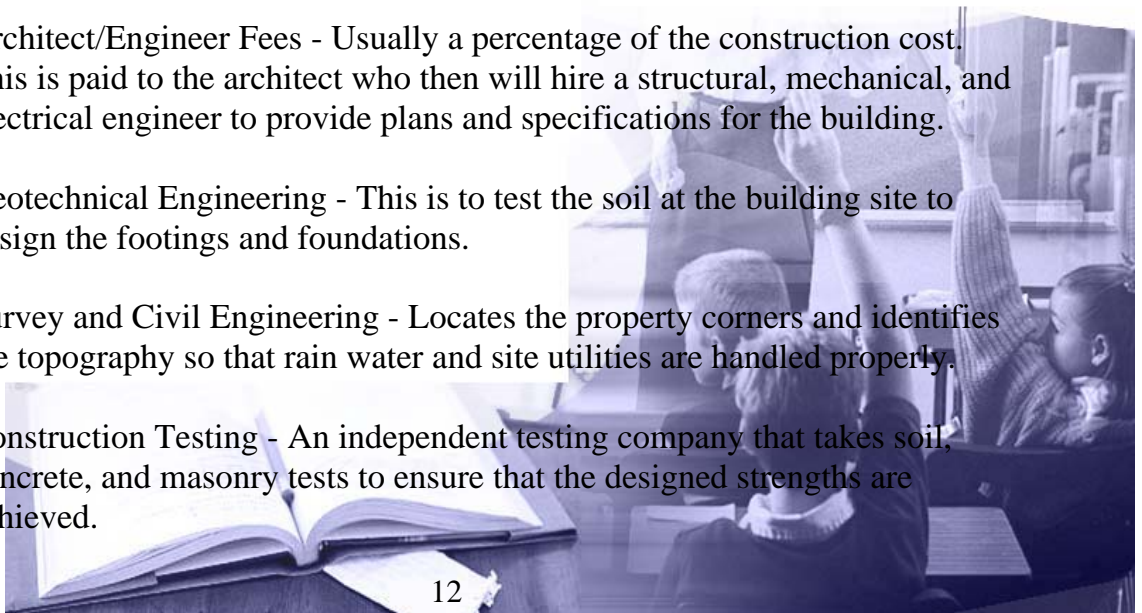 rchitect/Engineer Fees - Usually a percentage of the construction cost.
his is paid to the architect who then will hire a structural, mechanical, and
ectrical engineer to provide plans and specifications for the building.
eotechnical Engineering - This is to test the soil at the building site to
sign the footings and foundations.
urvey and Civil Engineering - Locates the property corners and identifies
e topography so that rain water and site utilities are handled properly.
onstruction Testing - An independent testing company that takes soil,
ncrete, and masonry tests to ensure that the designed strengths are
hieved.
12